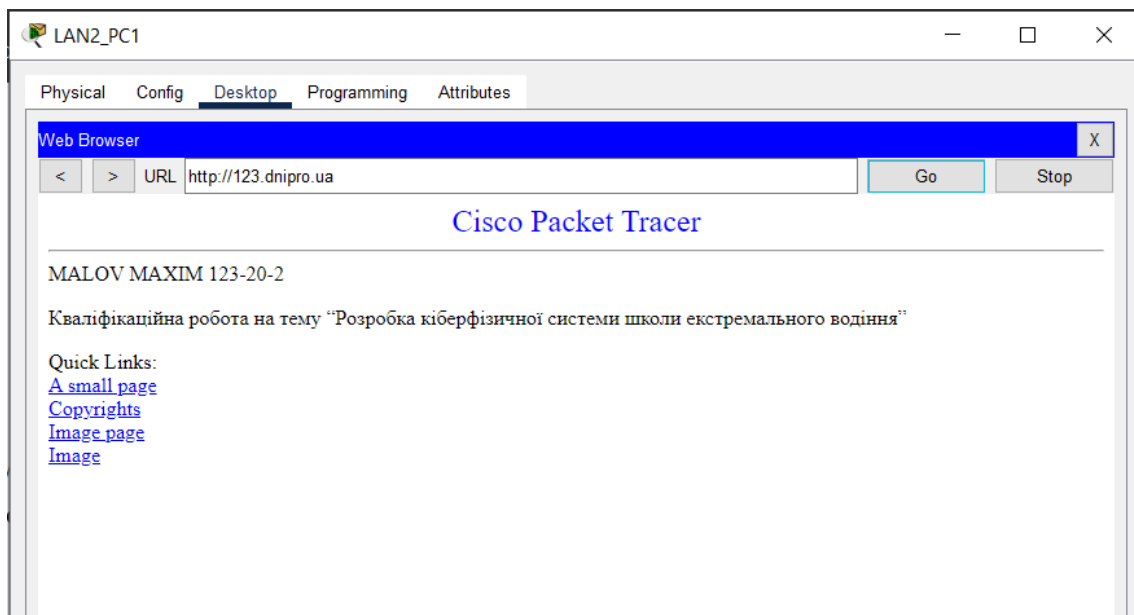 LAN2_PC1
Physical Config Desktop Programming Attributes
Web Browser X
< > URL http://123.dnipro.ua Go Stop
Cisco Packet Tracer
MALOV MAXIM 123-20-2
Кваліфікаційна робота на тему “Розробка кіберфізичної системи школи екстремального водіння”
Quick Links:
A small page
Copyrights
Image page
Image